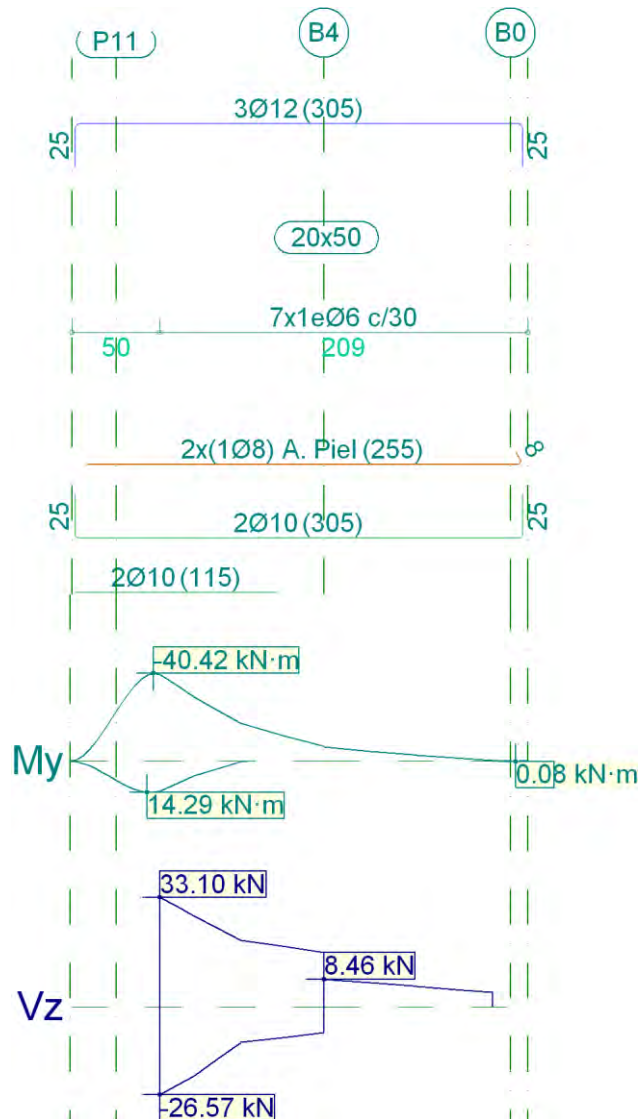 P11 B4 B0
3Ø12 (305)
25 25
20x50
7x1eØ6 c/30
50 209
2x(1Ø8) A. Piel (255) 8
25 2Ø10 (305) 25
2Ø10 (115)
-40.42 kN·m
My
0.08 kN·m
14.29 kN·m
33.10 kN
8.46 kN
Vz
-26.57 kN